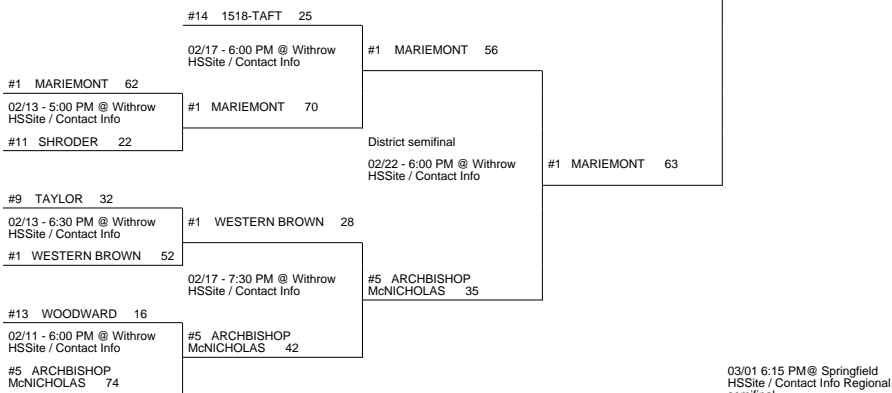 #14 1518-TAFT 25
02/17 - 6:00 PM @ Withrow
HSSite / Contact Info
#1 MARIEMONT 56
#1 MARIEMONT 62
02/13 - 5:00 PM @ Withrow
HSSite / Contact Info
#1 MARIEMONT 70
#11 SHRODER 22
District semifinal
02/22 - 6:00 PM @ Withrow
HSSite / Contact Info
#1 MARIEMONT 63
#9 TAYLOR 32
02/13 - 6:30 PM @ Withrow
HSSite / Contact Info
#1 WESTERN BROWN 28
#1 WESTERN BROWN 52
02/17 - 7:30 PM @ Withrow
HSSite / Contact Info
#5 ARCHBISHOP
McNICHOLAS 35
#13 WOODWARD 16
02/11 - 6:00 PM @ Withrow
HSSite / Contact Info
#5 ARCHBISHOP
McNICHOLAS 42
#5 ARCHBISHOP
McNICHOLAS 74
03/01 6:15 PM@ Springfield
HSSite / Contact Info Regional
semifinal